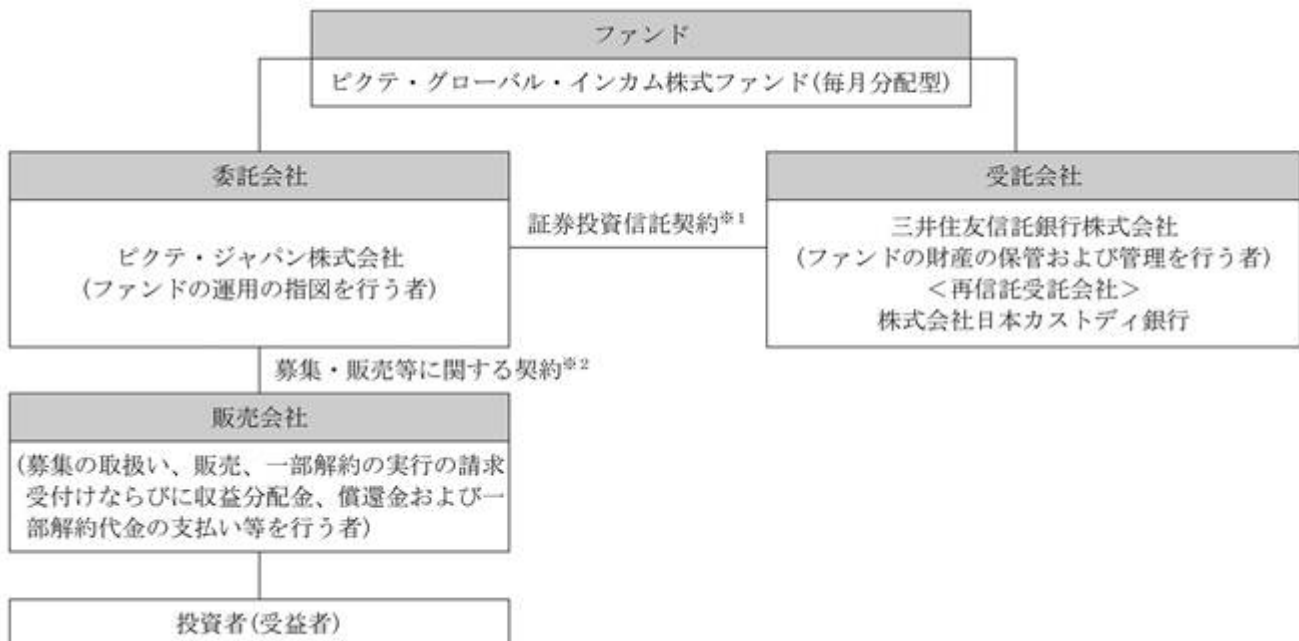 ファンド
ピクテ・グローバル・インカム株式ファンド(毎月分配型)
委託会社
ピクテ・ジャパン株式会社
(ファンドの運用の指図を行う者)
証券投資信託契約※1
受託会社
三井住友信託銀行株式会社
(ファンドの財産の保管および管理を行う者)
＜再信託受託会社＞
株式会社日本カストディ銀行
募集・販売等に関する契約※2
販売会社
(募集の取扱い、販売、一部解約の実行の請求
受付けならびに収益分配金、償還金および一
部解約代金の支払い等を行う者)
投資者(受益者)